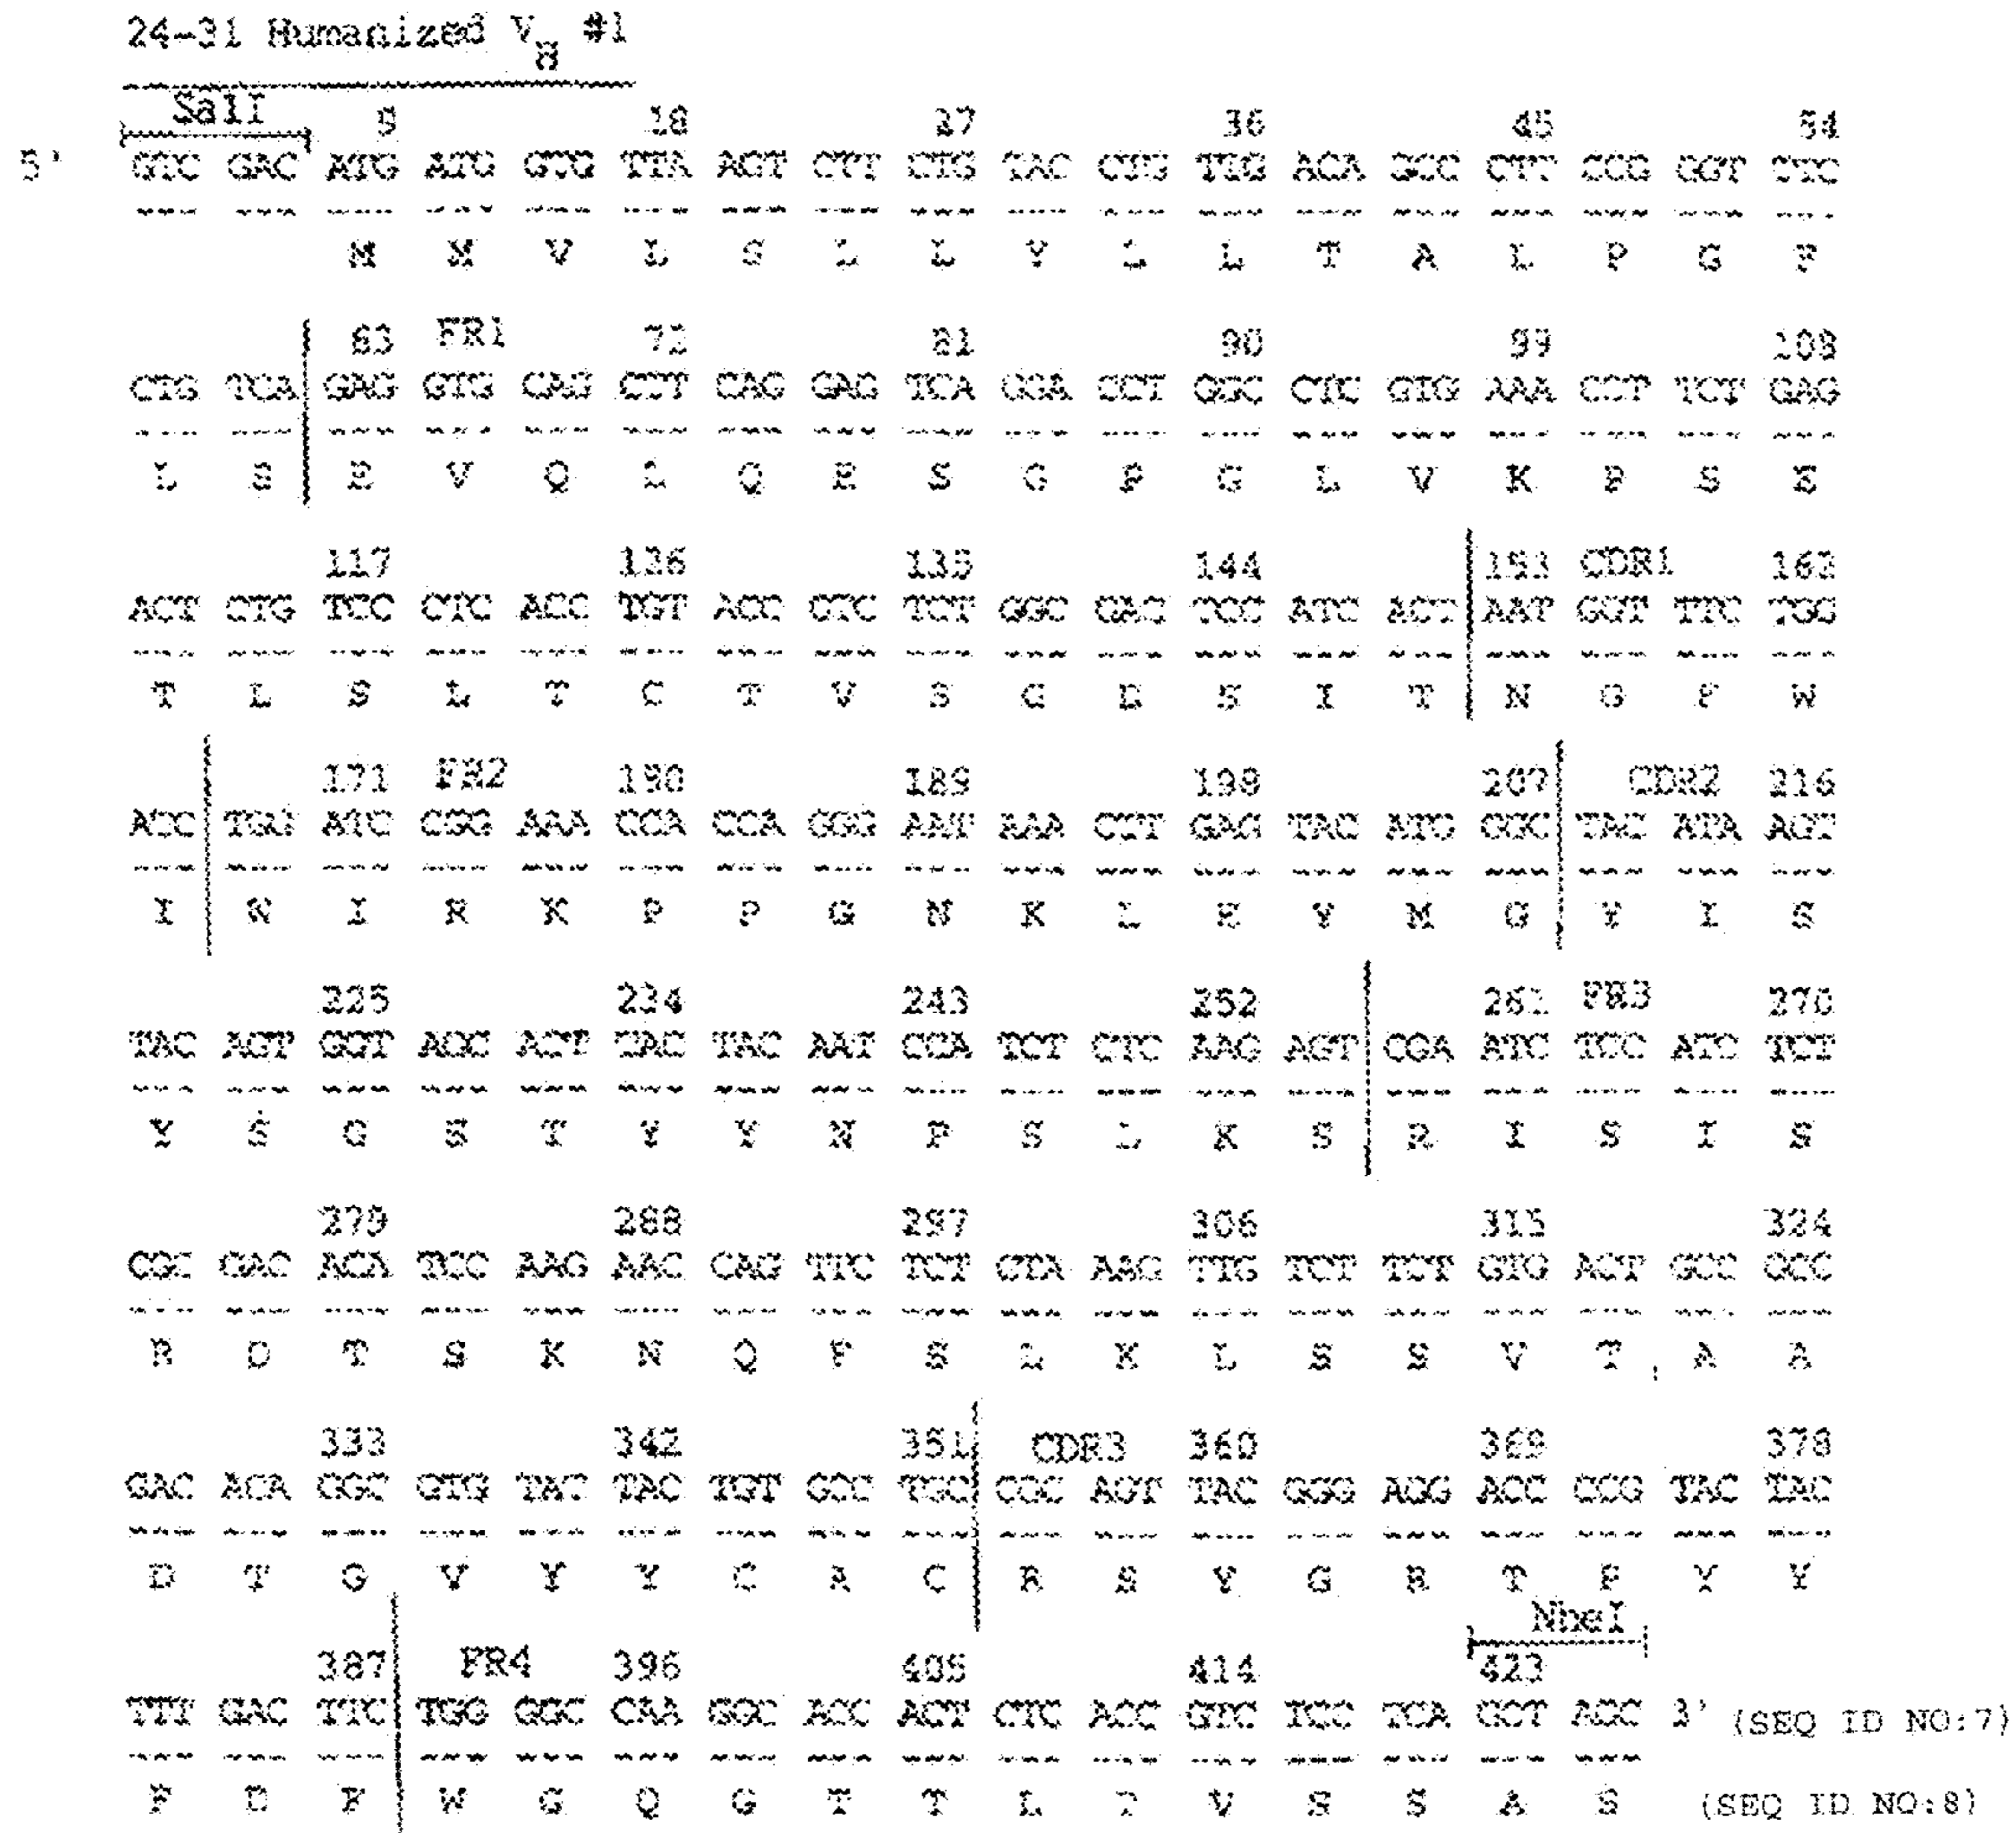 24-31 Humanized VH #1
SalI 9 18 27 36 45 54
5' GTC GAC ATG ATG GTG TTA AGT CTT CTG TAC CTG TTG ACA GCC CTT CCG GGT TTC
--- --- --- --- --- --- --- --- --- --- --- --- --- --- --- --- --- ---
M M V L S L L Y L L T A L P G F
63 FR1 72 81 90 99 108
CTG TCA GAG GTG CAG CTT CAG GAG TCA GGA CCT GGC CTC GTG AAA CCT TCT GAG
--- --- --- --- --- --- --- --- --- --- --- --- --- --- --- --- --- ---
L S E V Q L Q E S G P G L V K P S E
117 126 135 144 153 CDR1 162
ACT CTG TCC CTC ACC TGT ACC GTC TCT GGC GAC TCC ATC ACT AAT GGT TTC TGG
--- --- --- --- --- --- --- --- --- --- --- --- --- --- --- --- --- ---
T L S L T C T V S G D S I T N G F W
171 FR2 180 189 198 207 CDR2 216
ATC TGG ATC CGG AAA CCA CCA GGG AAT AAA CTT GAG TAC ATG GGC TAC ATA AGT
--- --- --- --- --- --- --- --- --- --- --- --- --- --- --- --- --- ---
I W I R K P P G N K L E Y M G Y I S
225 234 243 252 261 FR3 270
TAC AGT GGT AGC ACT TAC TAC AAT CCA TCT CTC AAG AGT CGA ATC TCC ATC TCT
--- --- --- --- --- --- --- --- --- --- --- --- --- --- --- --- --- ---
Y S G S T Y Y N P S L K S R I S I S
279 288 297 306 315 324
CGC GAC ACA TCC AAG AAC CAG TTC TCT CTA AAG TTG TCT TCT GTG ACT GCC GCC
--- --- --- --- --- --- --- --- --- --- --- --- --- --- --- --- --- ---
R D T S K N Q F S L K L S S V T A A
333 342 351 CDR3 360 369 378
GAC ACA GGC GTG TAT TAC TGT GCC TGC CGC AGT TAC GGG AGG ACC CCG TAC TAC
--- --- --- --- --- --- --- --- --- --- --- --- --- --- --- --- --- ---
D T G V Y Y C A C R S Y G R T P Y Y
NheI
387 FR4 396 405 414 423
TTT GAC TTC TGG GGC CAA GGC ACC ACT CTC ACC GTC TCC TCA GCT AGC 3' (SEQ ID NO:7)
--- --- --- --- --- --- --- --- --- --- --- --- --- --- --- ---
F D F W G Q G T T L T V S S A S (SEQ ID NO:8)